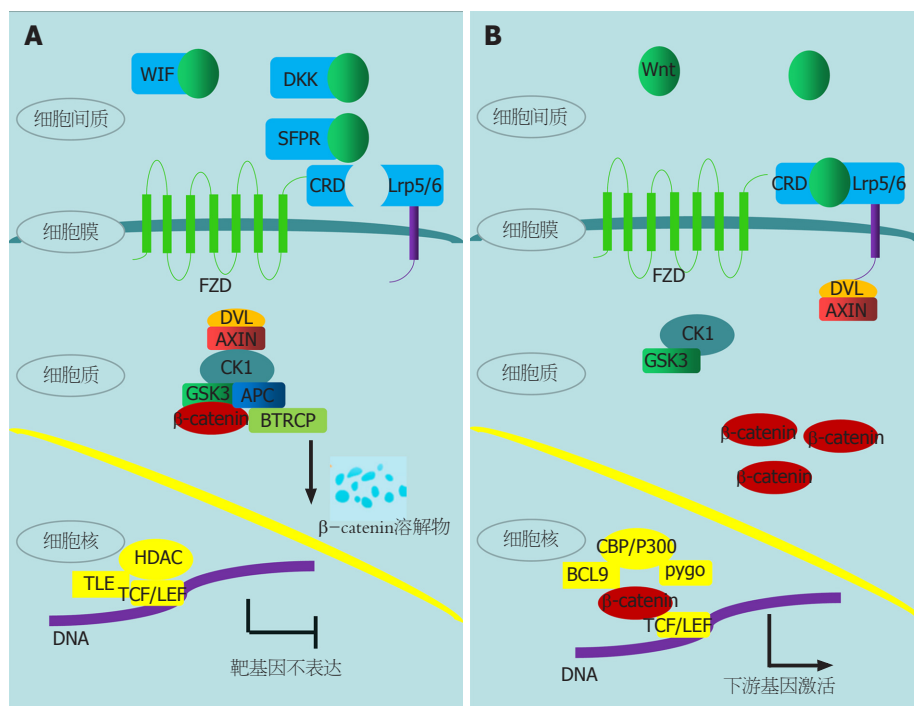 A
WIF
DKK
细胞间质
SFPR
CRD
Lrp5/6
细胞膜
FZD
DVL
AXIN
CK1
细胞质
GSK3
APC
β-catenin
BTRCP
β-catenin溶解物
细胞核
HDAC
TLE
TCF/LEF
DNA
靶基因不表达
B
Wnt
细胞间质
CRD
Lrp5/6
细胞膜
FZD
DVL
AXIN
CK1
GSK3
细胞质
β-catenin
β-catenin
β-catenin
细胞核
CBP/P300
BCL9
pygo
β-catenin
TCF/LEF
DNA
下游基因激活